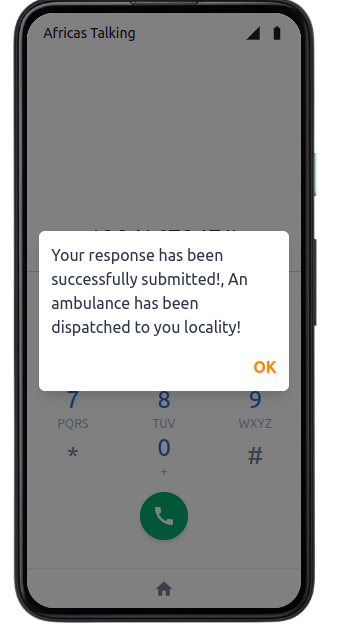 Africas Talking
Your response has been
successfully submitted!, An
ambulance has been
dispatched to you locality!
OK
7 8 9
PQRS TUV WXYZ
* 0 #
+